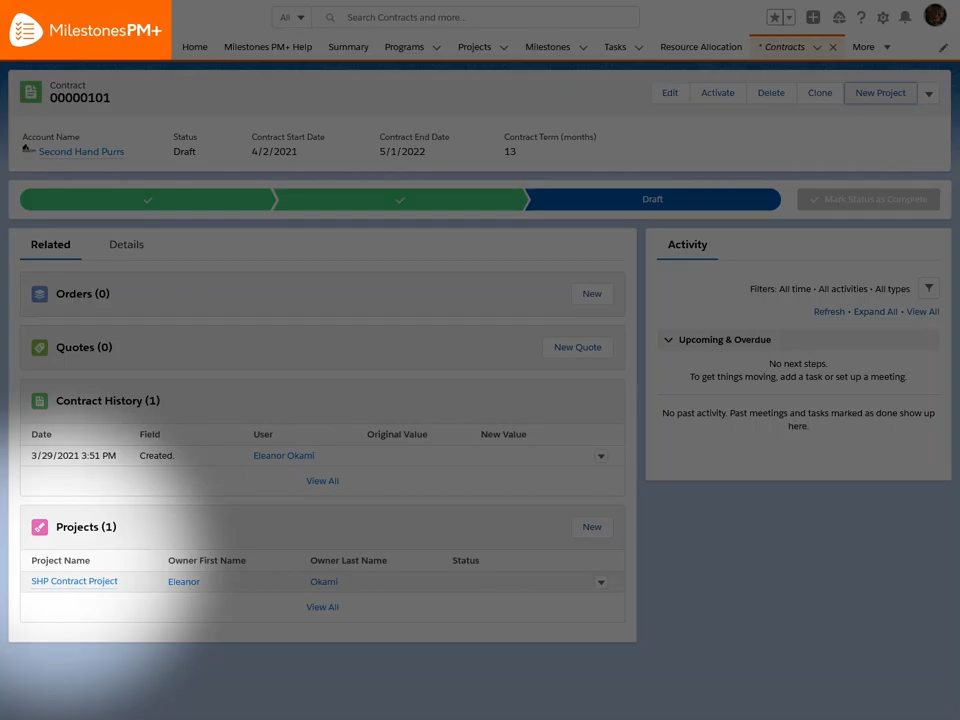 MilestonesPM+
All
Search Contracts and more...
Home Milestones PM+ Help Summary Programs Projects Milestones Tasks Resource Allocation * Contracts More
Contract
00000101
Edit Activate Delete Clone New Project
Account Name Status Contract Start Date Contract End Date Contract Term (months)
Second Hand Purrs Draft 4/2/2021 5/1/2022 13
Draft
Mark Status as Complete
Related Details
Activity
Orders (0) New
Filters: All time • All activities • All types
Refresh • Expand All • View All
Quotes (0) New Quote
Upcoming & Overdue
No next steps.
To get things moving, add a task or set up a meeting.
No past activity. Past meetings and tasks marked as done show up
here.
Contract History (1)
Date Field User Original Value New Value
3/29/2021 3:51 PM Created. Eleanor Okami
View All
Projects (1) New
Project Name Owner First Name Owner Last Name Status
SHP Contract Project Eleanor Okami
View All